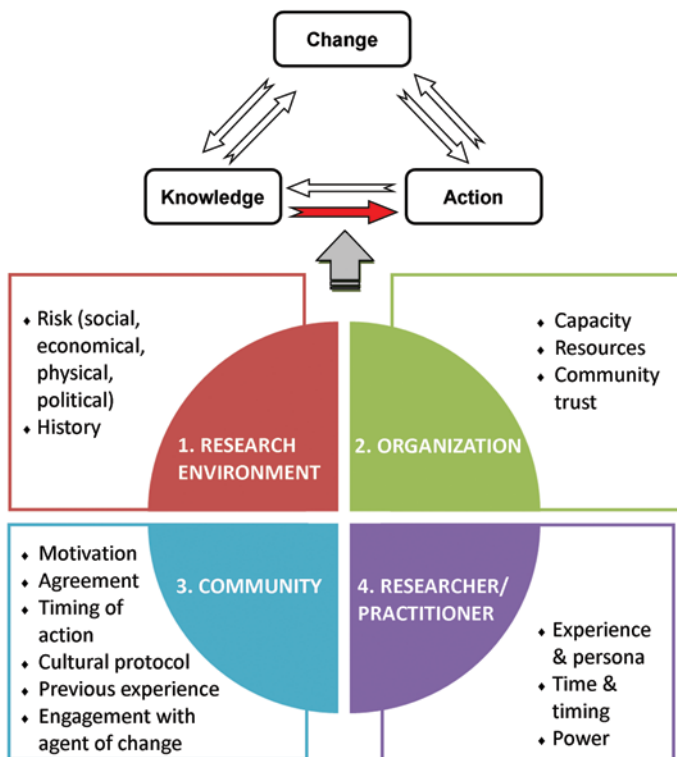 Change
Knowledge
Action
♦ Risk (social,
economical,
physical,
political)
♦ History
1. RESEARCH
ENVIRONMENT
♦ Capacity
♦ Resources
♦ Community
trust
2. ORGANIZATION
♦ Motivation
♦ Agreement
♦ Timing of
action
♦ Cultural protocol
♦ Previous experience
♦ Engagement with
agent of change
3. COMMUNITY
4. RESEARCHER/
PRACTITIONER
♦ Experience
& persona
♦ Time &
timing
♦ Power